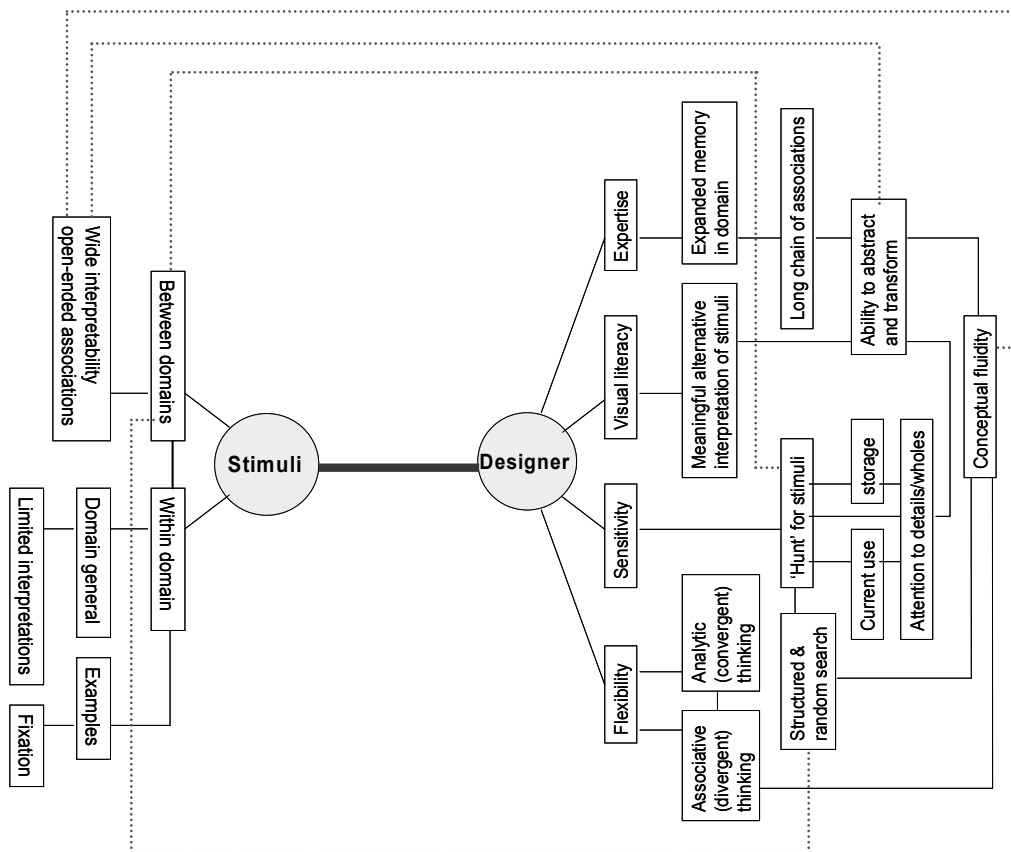 Wide interpretability
open-ended associations
Between domains
Within domain
Domain general
Limited interpretations
Examples
Fixation
Stimuli
Designer
Expertise
Expanded memory
in domain
Long chain of associations
Ability to abstract
and transform
Conceptual fluidity
Visual literacy
Meaningful alternative
interpretation of stimuli
Sensitivity
'Hunt' for stimuli
storage
Current use
Attention to details/wholes
Flexibility
Analytic
(convergent)
thinking
Associative
(divergent)
thinking
Structured &
random search